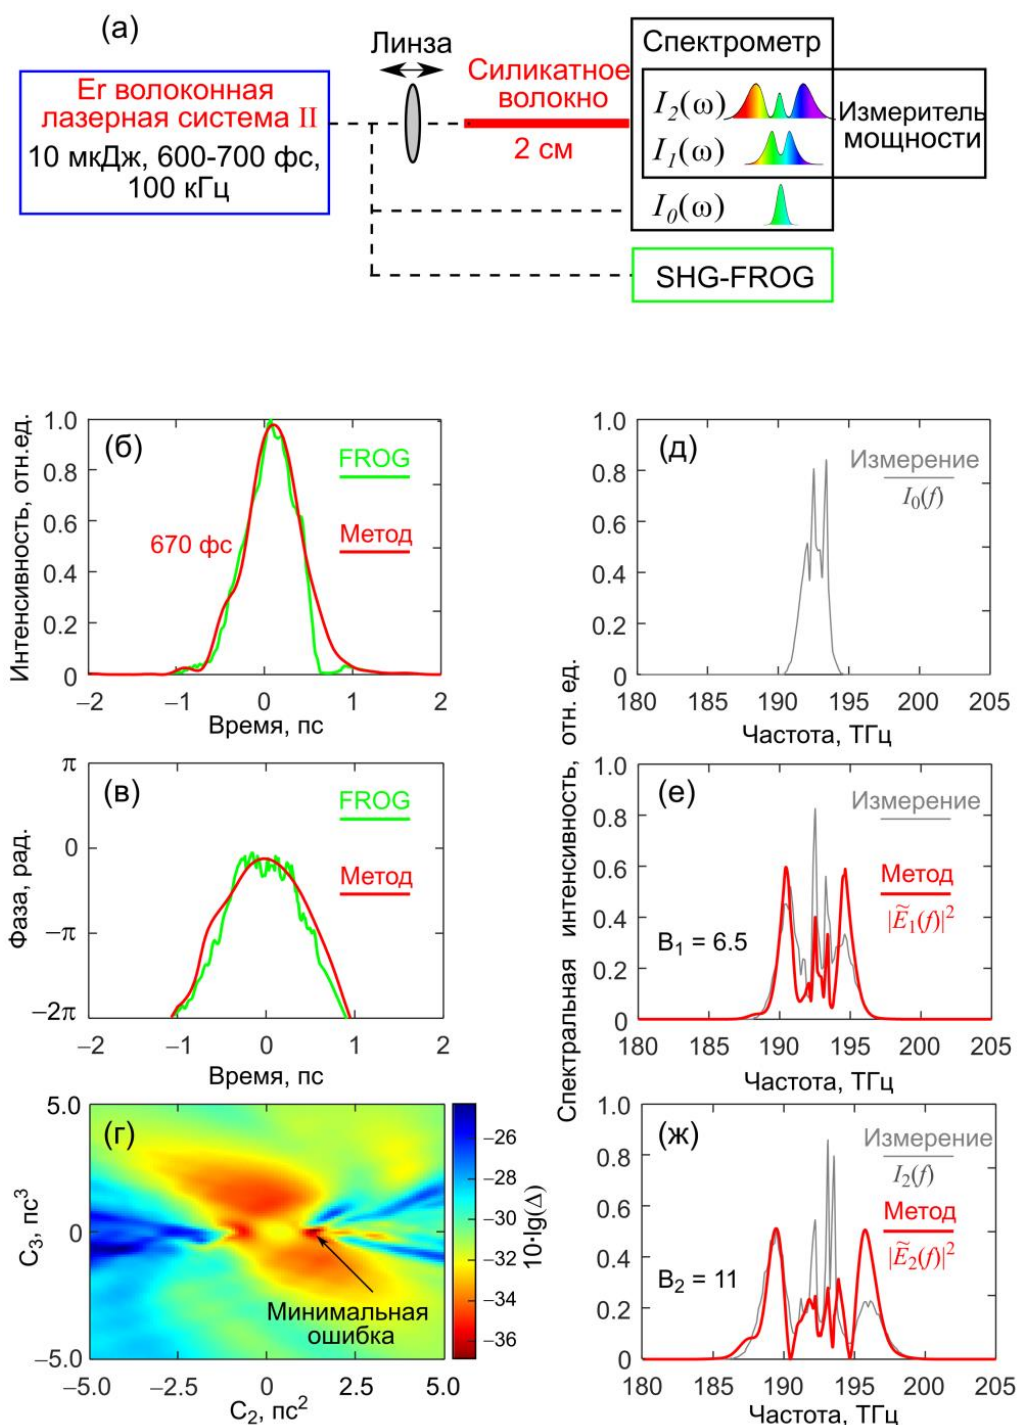 (а)
Er волоконная
лазерная система II
10 мкДж, 600-700 фс,
100 кГц
Линза
Силикатное
волокно
2 см
Спектрометр
I₂(ω)
I₁(ω)
I₀(ω)
Измеритель
мощности
SHG-FROG
(б)
Интенсивность, отн.ед.
1.0
0.8
0.6
0.4
0.2
0
−2
−1
0
1
2
Время, пс
FROG
Метод
670 фс
(в)
Фаза, рад.
π
0
−π
−2π
−2
−1
0
1
2
Время, пс
FROG
Метод
(г)
C₃, пс³
5.0
0
−5.0
−5.0
−2.5
0
2.5
5.0
C₂, пс²
Минимальная
ошибка
−26
−28
−30
−32
−34
−36
10·lg(Δ)
Спектральная интенсивность, отн. ед.
(д)
1.0
0.8
0.6
0.4
0.2
0
180
185
190
195
200
205
Частота, ТГц
Измерение
I₀(f)
(е)
1.0
0.8
0.6
0.4
0.2
0
180
185
190
195
200
205
Частота, ТГц
Измерение
Метод
|Ẽ₁(f)|²
B₁ = 6.5
(ж)
1.0
0.8
0.6
0.4
0.2
0
180
185
190
195
200
205
Частота, ТГц
Измерение
I₂(f)
Метод
|Ẽ₂(f)|²
B₂ = 11